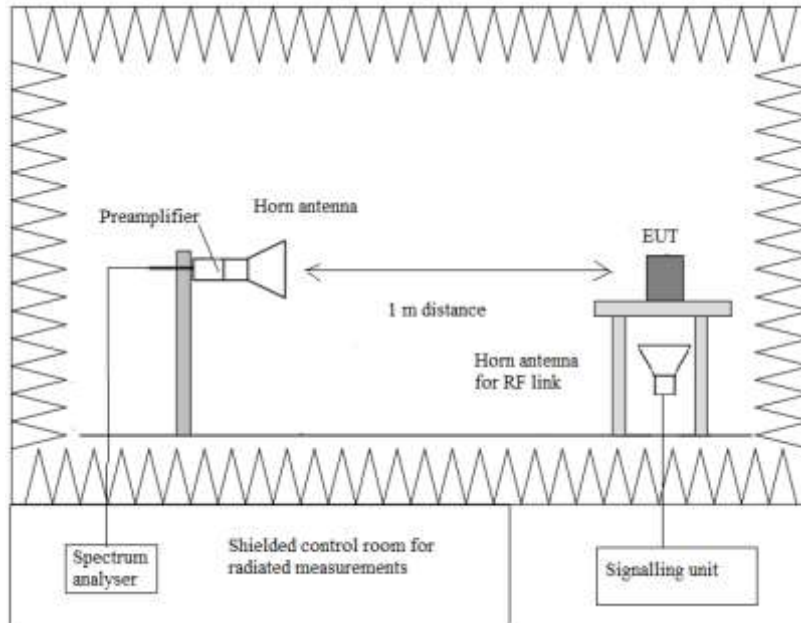 Horn antenna
Preamplifier
EUT
1 m distance
Horn antenna
for RF link
Spectrum
analyser
Shielded control room for
radiated measurements
Signalling unit